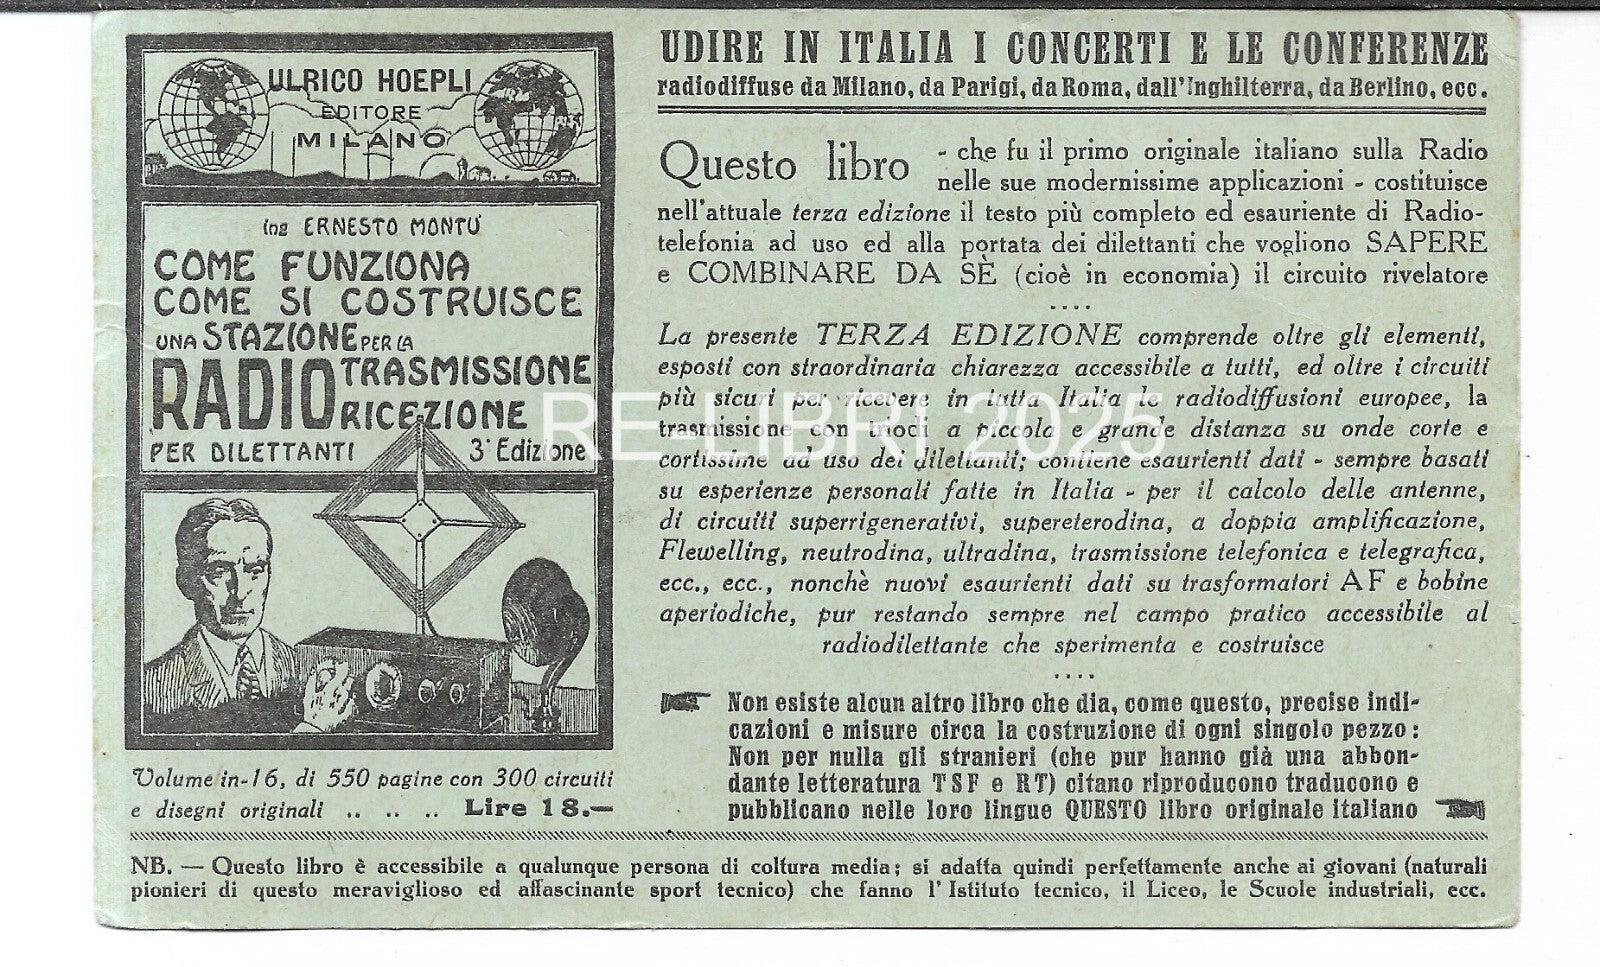 ULRICO HOEPLI
EDITORE
MILANO
ing ERNESTO MONTU'
COME FUNZIONA
COME SI COSTRUISCE
UNA STAZIONE PER LA
RADIO TRASMISSIONE
RICEZIONE
PER DILETTANTI 3ª Edizione
Volume in-16, di 550 pagine con 300 circuiti
e disegni originali .. .. .. Lire 18.—
UDIRE IN ITALIA I CONCERTI E LE CONFERENZE
radiodiffuse da Milano, da Parigi, da Roma, dall'Inghilterra, da Berlino, ecc.
Questo libro - che fu il primo originale italiano sulla Radio
nelle sue modernissime applicazioni - costituisce
nell'attuale terza edizione il testo più completo ed esauriente di Radio-
telefonia ad uso ed alla portata dei dilettanti che vogliono SAPERE
e COMBINARE DA SÈ (cioè in economia) il circuito rivelatore
....
La presente TERZA EDIZIONE comprende oltre gli elementi,
esposti con straordinaria chiarezza accessibile a tutti, ed oltre i circuiti
più sicuri per ricevere in tutta Italia le radiodiffusioni europee, la
trasmissione con triodi a piccola e grande distanza su onde corte e
cortissime ad uso dei dilettanti; contiene esaurienti dati - sempre basati
su esperienze personali fatte in Italia - per il calcolo delle antenne,
di circuiti superrigenerativi, supereterodina, a doppia amplificazione,
Flewelling, neutrodina, ultradina, trasmissione telefonica e telegrafica,
ecc., ecc., nonchè nuovi esaurienti dati su trasformatori AF e bobine
aperiodiche, pur restando sempre nel campo pratico accessibile al
radiodilettante che sperimenta e costruisce
....
Non esiste alcun altro libro che dia, come questo, precise indi-
cazioni e misure circa la costruzione di ogni singolo pezzo:
Non per nulla gli stranieri (che pur hanno già una abbon-
dante letteratura TSF e RT) citano riproducono traducono e
pubblicano nelle loro lingue QUESTO libro originale italiano
NB. — Questo libro è accessibile a qualunque persona di coltura media; si adatta quindi perfettamente anche ai giovani (naturali
pionieri di questo meraviglioso ed affascinante sport tecnico) che fanno l'Istituto tecnico, il Liceo, le Scuole industriali, ecc.
RE-LIBRI 2025